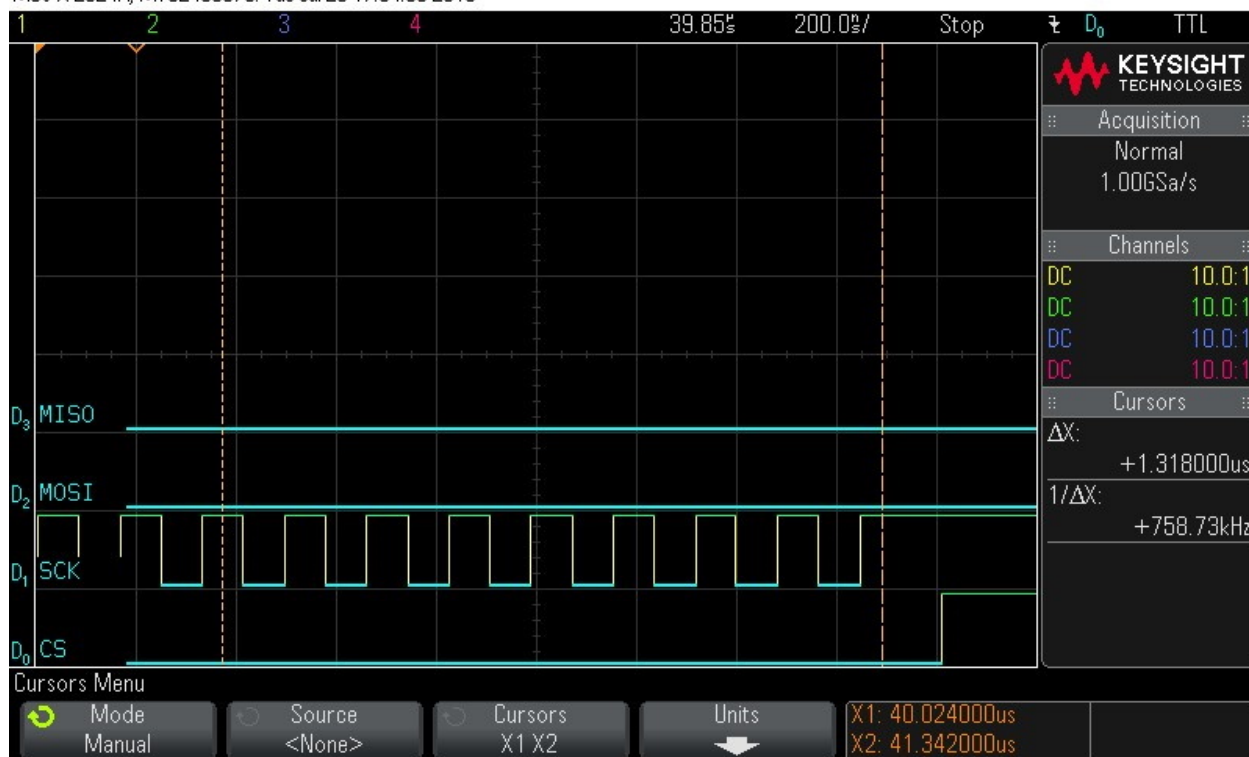 1 2 3 4 39.85us 200.0ns/ Stop D0 TTL
KEYSIGHT
TECHNOLOGIES
Acquisition
Normal
1.00GSa/s
Channels
DC 10.0:1
DC 10.0:1
DC 10.0:1
DC 10.0:1
Cursors
ΔX:
+1.318000us
1/ΔX:
+758.73kHz
D3 MISO
D2 MOSI
D1 SCK
D0 CS
Cursors Menu
Mode
Manual
Source
<None>
Cursors
X1 X2
Units
X1: 40.024000us
X2: 41.342000us